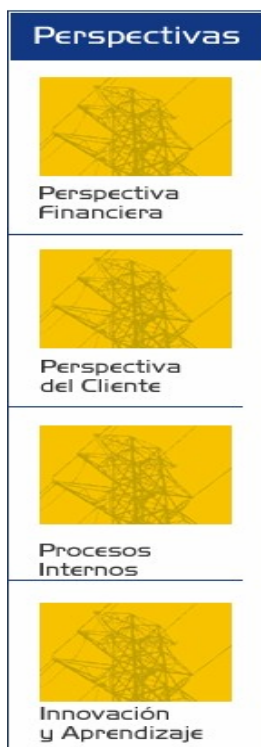 Perspectivas
Perspectiva
Financiera
Perspectiva
del Cliente
Procesos
Internos
Innovación
y Aprendizaje